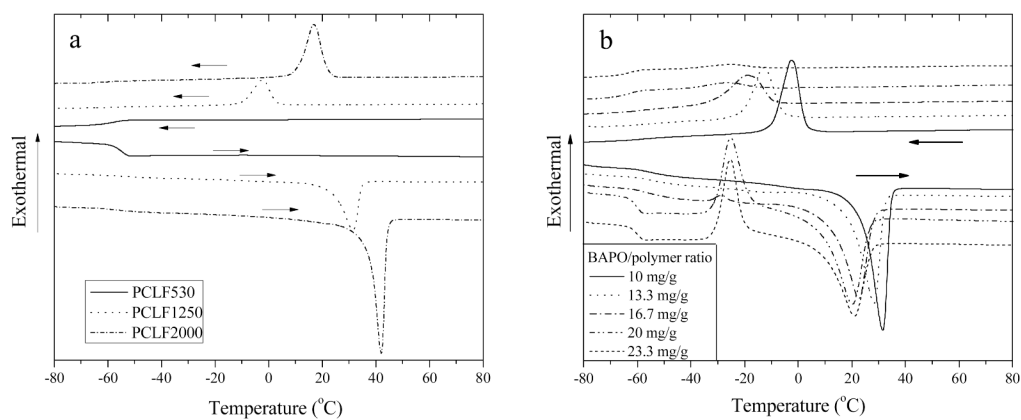 a
Exothermal
PCLF530
PCLF1250
PCLF2000
-80 -60 -40 -20 0 20 40 60 80
Temperature (°C)
b
Exothermal
BAPO/polymer ratio
10 mg/g
13.3 mg/g
16.7 mg/g
20 mg/g
23.3 mg/g
-80 -60 -40 -20 0 20 40 60 80
Temperature (°C)